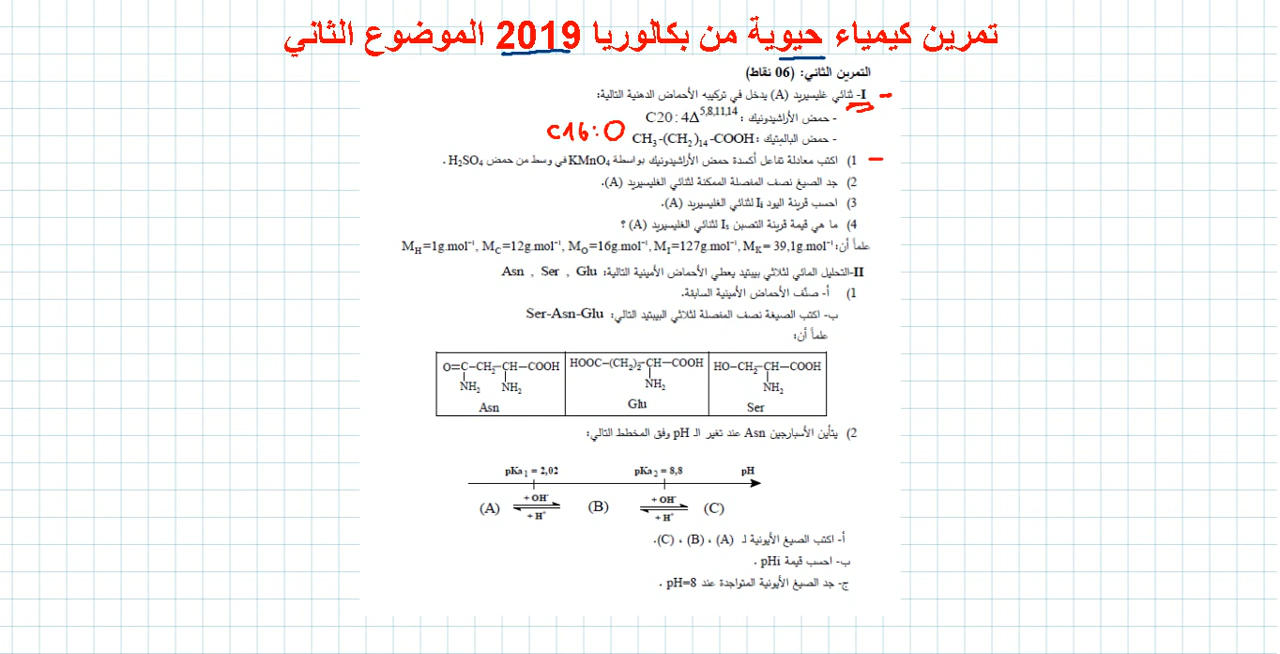 تمرين كيمياء حيوية من بكالوريا 2019 الموضوع الثاني
التمرين الثاني: (06 نقاط)
I- ثنائي غليسيريد (A) يدخل في تركيبه الأحماض الدهنية التالية:
- حمض الأراشيدونيك : C20 : 4Δ5,8,11,14
- حمض البالمتيك : CH3-(CH2)14-COOH
C16:0
1) اكتب معادلة تفاعل أكسدة حمض الأراشيدونيك بواسطة KMnO4 في وسط من حمض H2SO4 .
2) جد الصيغ نصف المفصلة الممكنة لثنائي الغليسيريد (A).
3) احسب قرينة اليود Ii لثنائي الغليسيريد (A).
4) ما هي قيمة قرينة التصبن Is لثنائي الغليسيريد (A) ؟
علماً أن: MH=1g.mol-1, MC=12g.mol-1, MO=16g.mol-1, MI=127g.mol-1, MK= 39,1g.mol-1
II-التحليل المائي لثلاثي بيبتيد يعطي الأحماض الأمينية التالية: Asn , Ser , Glu
1) أ- صنّف الأحماض الأمينية السابقة.
ب- اكتب الصيغة نصف المفصلة لثلاثي البيبتيد التالي: Ser-Asn-Glu
علماً أن:
O=C-CH2-CH-COOH HOOC-(CH2)2-CH-COOH HO-CH2-CH-COOH
NH2 NH2 NH2 NH2
Asn Glu Ser
2) يتأين الأسبارجين Asn عند تغير الـ pH وفق المخطط التالي:
pKa1 = 2,02 pKa2 = 8,8 pH
(A) + OH- + H+ (B) + OH- + H+ (C)
أ- اكتب الصيغ الأيونية لـ (A) ، (B) ، (C).
ب- احسب قيمة pHi .
ج- جد الصيغ الأيونية المتواجدة عند pH=8 .